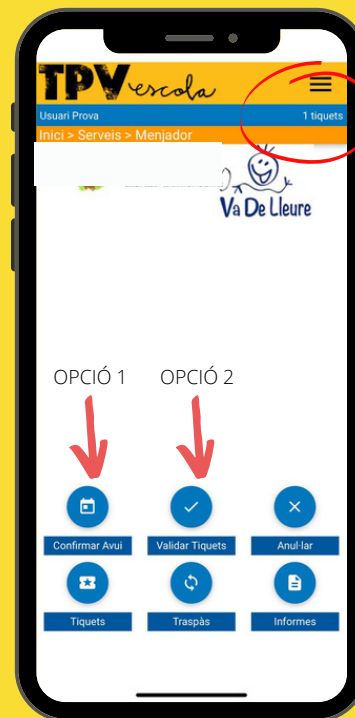 TPV escola
Usuari Prova 1 tiquets
Inici > Serveis > Menjador
Va De Lleure
OPCIÓ 1 OPCIÓ 2
Confirmar Avui Validar Tiquets Anul·lar
Tiquets Traspàs Informes